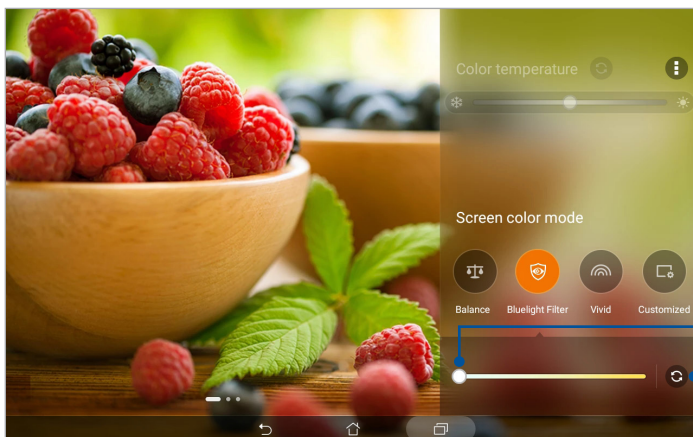 Color temperature
Screen color mode
Balance
Bluelight Filter
Vivid
Customized